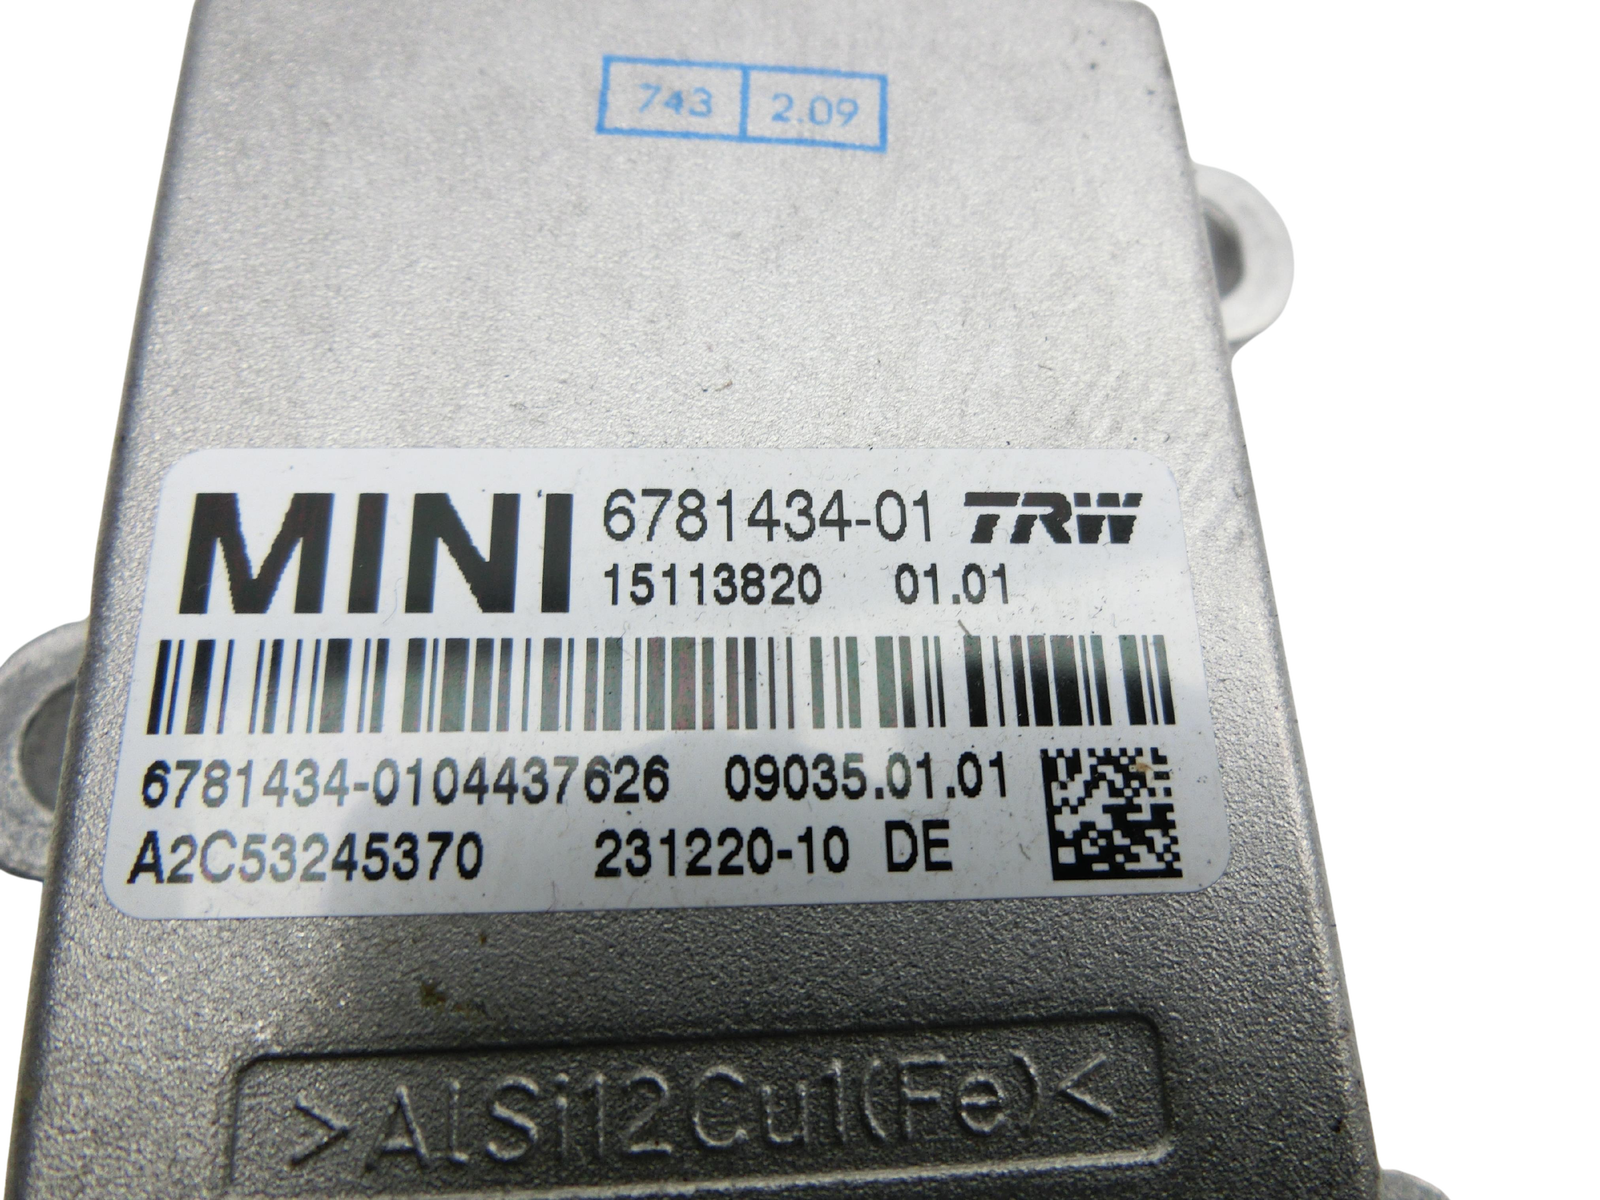 743 2.09
MINI 6781434-01 TRW
15113820 01.01
6781434-0104437626 09035.01.01
A2C53245370 231220-10 DE
>AlSi12Cu1(Fe)<